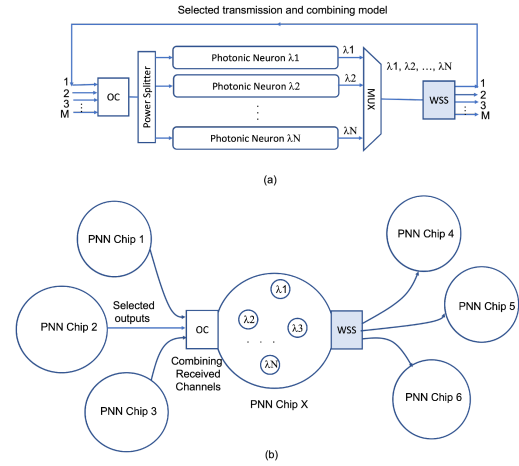 Selected transmission and combining model
1
2
3
M
OC
Power Splitter
Photonic Neuron λ1
λ1
Photonic Neuron λ2
λ2
Photonic Neuron λN
λN
MUX
λ1, λ2, ..., λN
WSS
1
2
3
M
(a)
PNN Chip 1
PNN Chip 2
PNN Chip 3
Selected
outputs
OC
Combining
Received
Channels
λ1
λ2
λ3
. . .
λN
PNN Chip X
WSS
PNN Chip 4
PNN Chip 5
PNN Chip 6
(b)